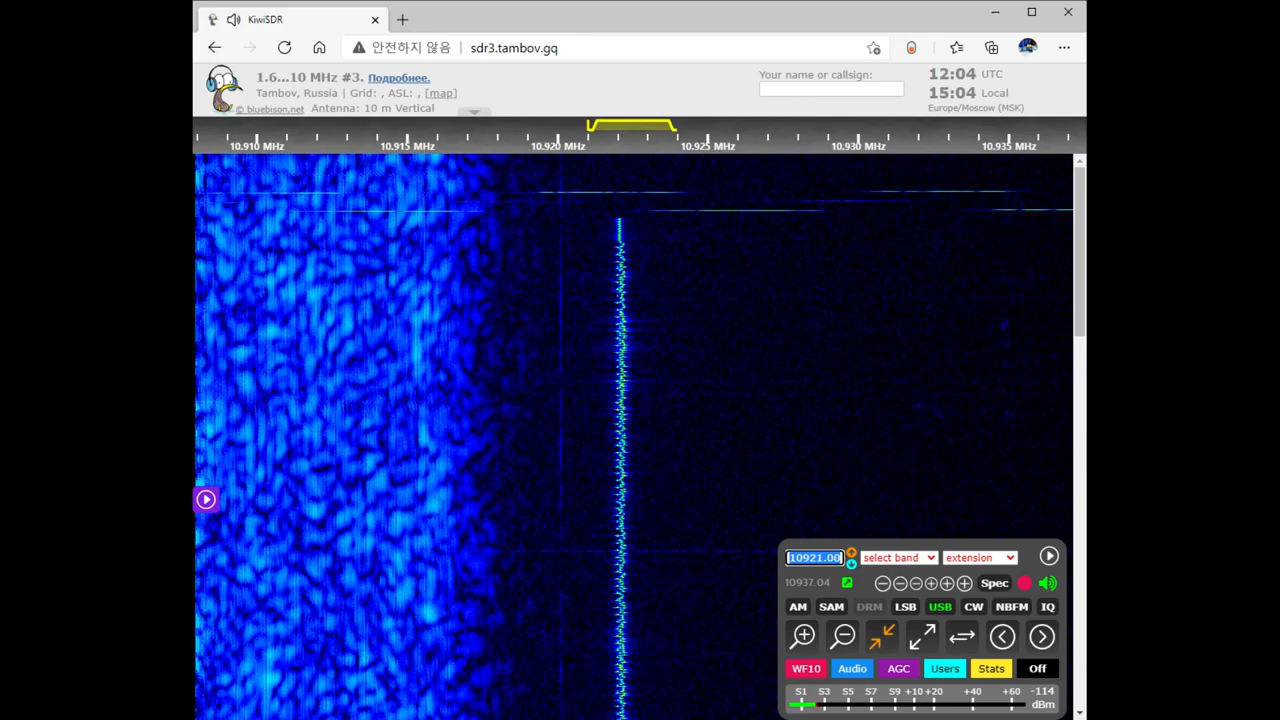 KiwiSDR
안전하지 않음
sdr3.tambov.gq
1.6...10 MHz #3. Подробнее.
Tambov, Russia | Grid: , ASL: , [map]
© bluebison.net Antenna: 10 m Vertical
Your name or callsign:
12:04 UTC
15:04 Local
Europe/Moscow (MSK)
10.910 MHz 10.915 MHz 10.920 MHz 10.925 MHz 10.930 MHz 10.935 MHz
10921.00 select band extension
10937.04 Spec
AM SAM DRM LSB USB CW NBFM IQ
WF10 Audio AGC Users Stats Off
S1 S3 S5 S7 S9 +10 +20 +40 +60 -114
dBm